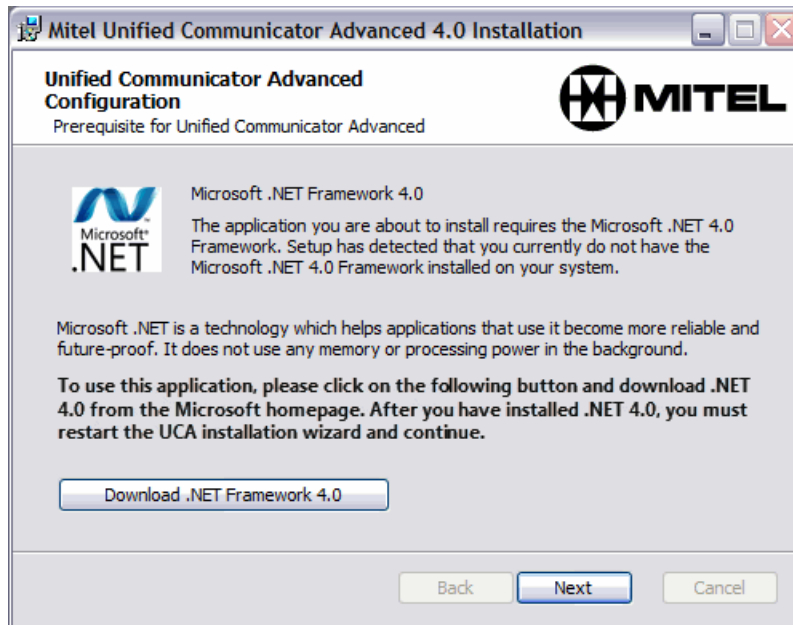 Mitel Unified Communicator Advanced 4.0 Installation
Unified Communicator Advanced
Configuration
Prerequisite for Unified Communicator Advanced
MITEL
Microsoft .NET Framework 4.0
Microsoft®
.NET
The application you are about to install requires the Microsoft .NET 4.0
Framework. Setup has detected that you currently do not have the
Microsoft .NET 4.0 Framework installed on your system.
Microsoft .NET is a technology which helps applications that use it become more reliable and
future-proof. It does not use any memory or processing power in the background.
To use this application, please click on the following button and download .NET
4.0 from the Microsoft homepage. After you have installed .NET 4.0, you must
restart the UCA installation wizard and continue.
Download .NET Framework 4.0
Back
Next
Cancel